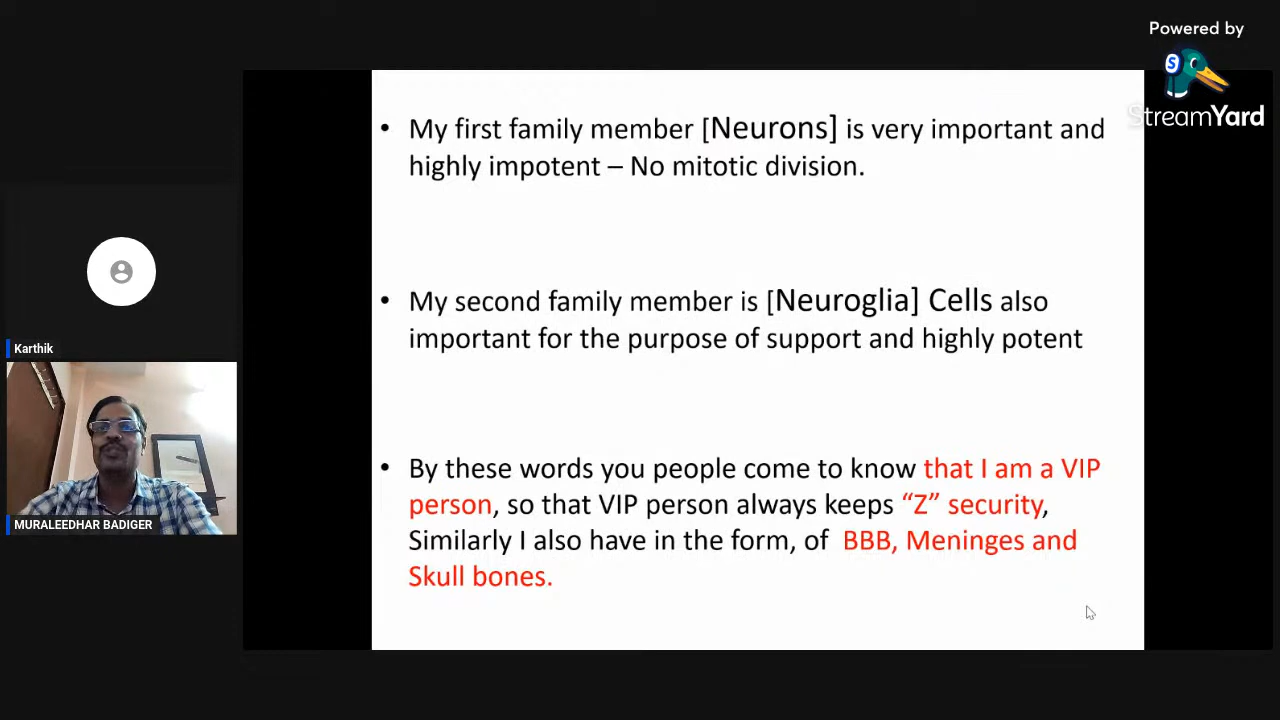 Powered by
StreamYard
• My first family member [Neurons] is very important and
highly impotent – No mitotic division.
• My second family member is [Neuroglia] Cells also
important for the purpose of support and highly potent
• By these words you people come to know that I am a VIP
person, so that VIP person always keeps “Z” security,
Similarly I also have in the form, of BBB, Meninges and
Skull bones.
Karthik
MURALEEDHAR BADIGER